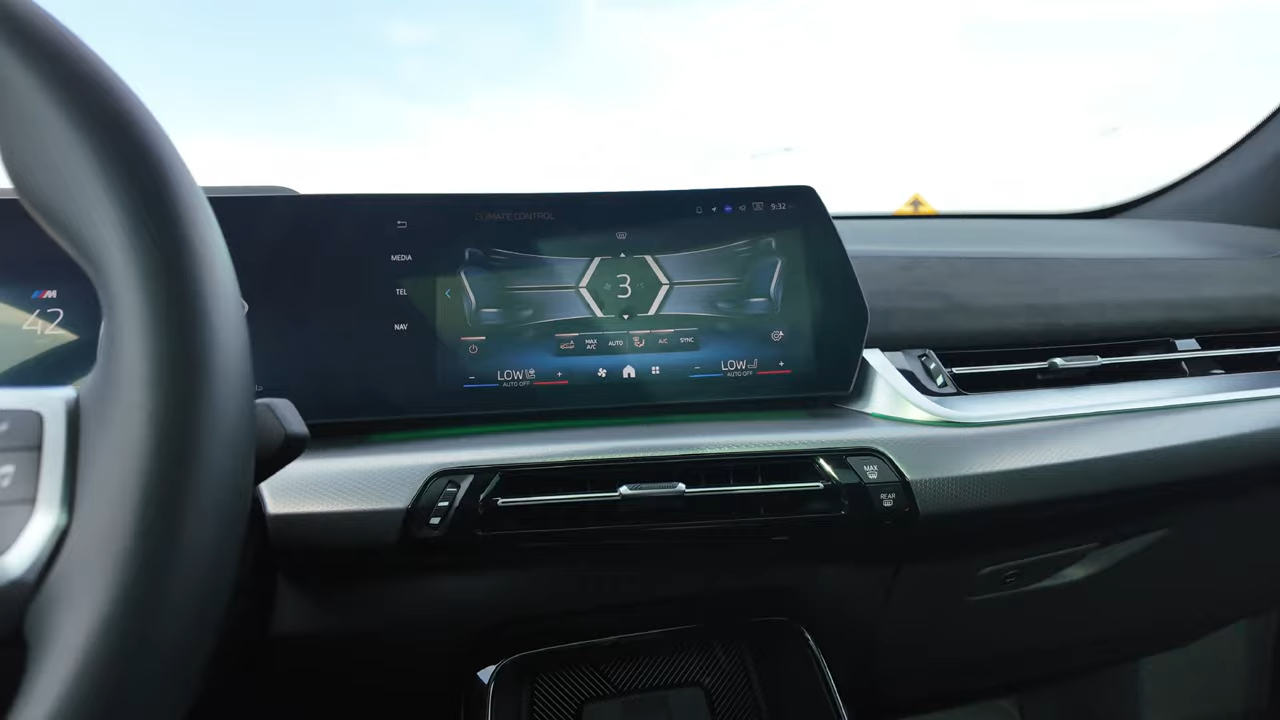 CLIMATE CONTROL
9:32
MEDIA
TEL
NAV
3
M
42
MAX
A/C
AUTO
A/C
SYNC
LOW
AUTO OFF
LOW
AUTO OFF
MAX
REAR